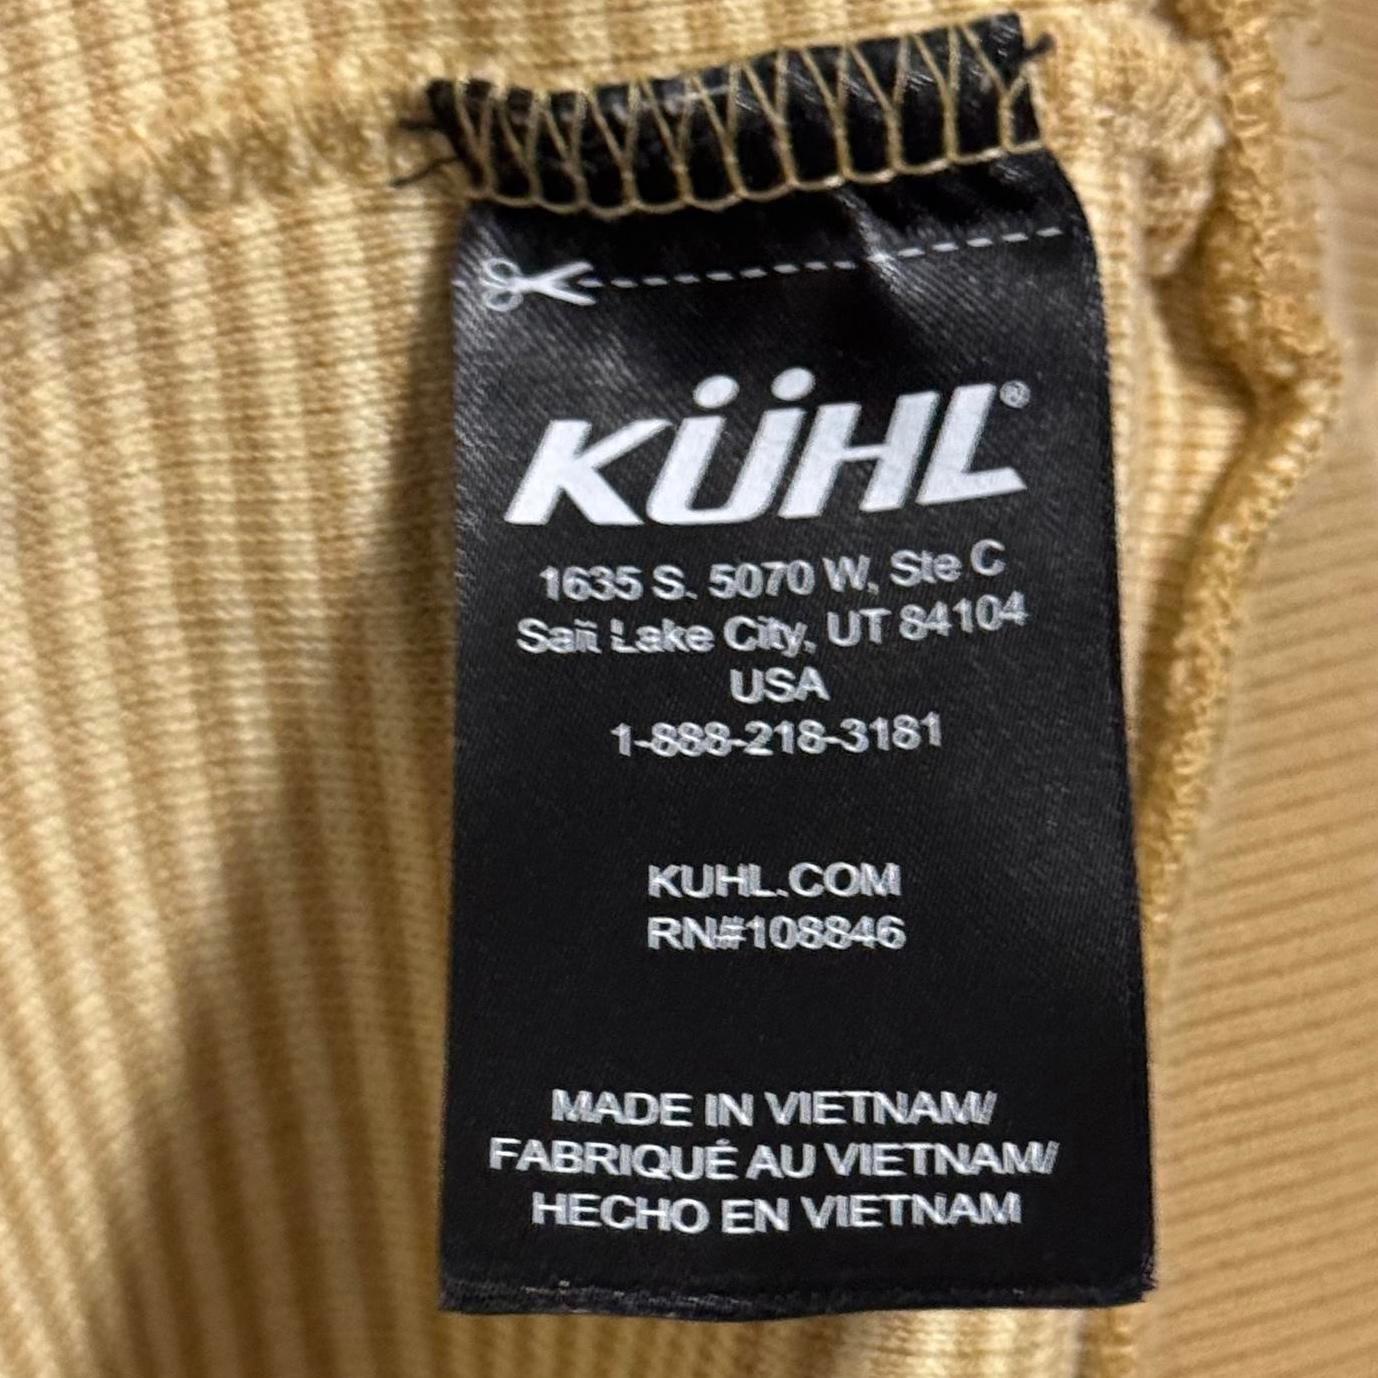 KÜHL®
1635 S. 5070 W, Ste C
Salt Lake City, UT 84104
USA
1-888-218-3181
KUHL.COM
RN#108846
MADE IN VIETNAM/
FABRIQUÉ AU VIETNAM/
HECHO EN VIETNAM